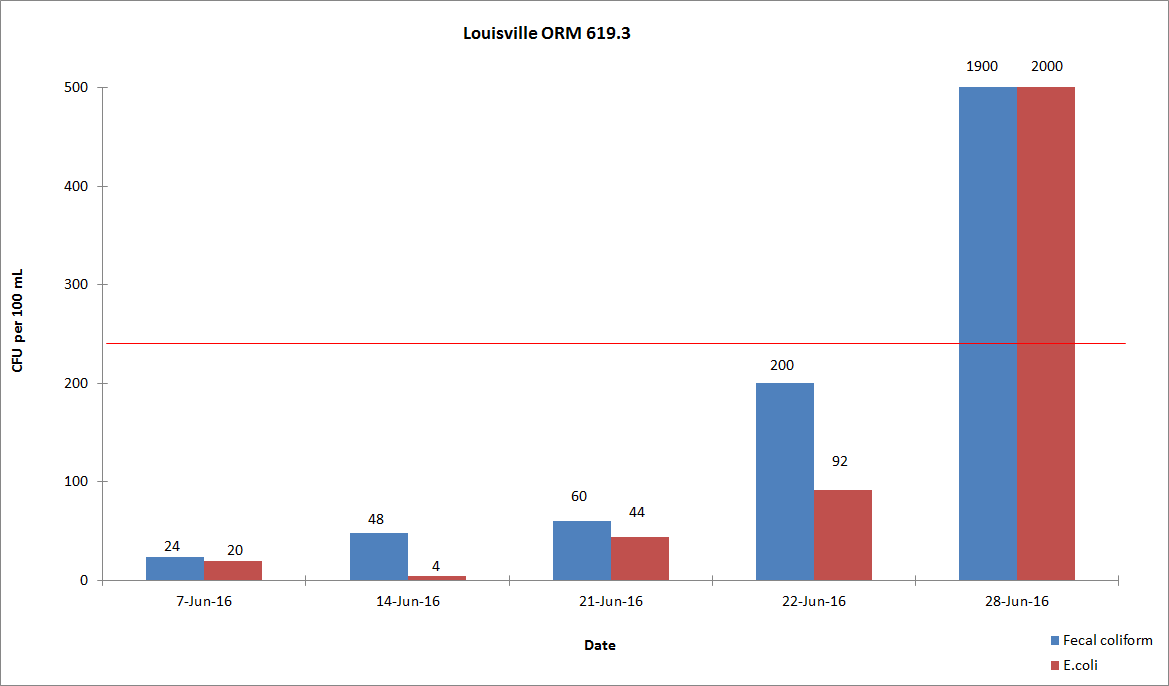 Louisville ORM 619.3
1900 2000
500
400
300
200
100
0
CFU per 100 mL
24 20
48 4
60 44
200 92
7-Jun-16 14-Jun-16 21-Jun-16 22-Jun-16 28-Jun-16
Date
Fecal coliform
E.coli